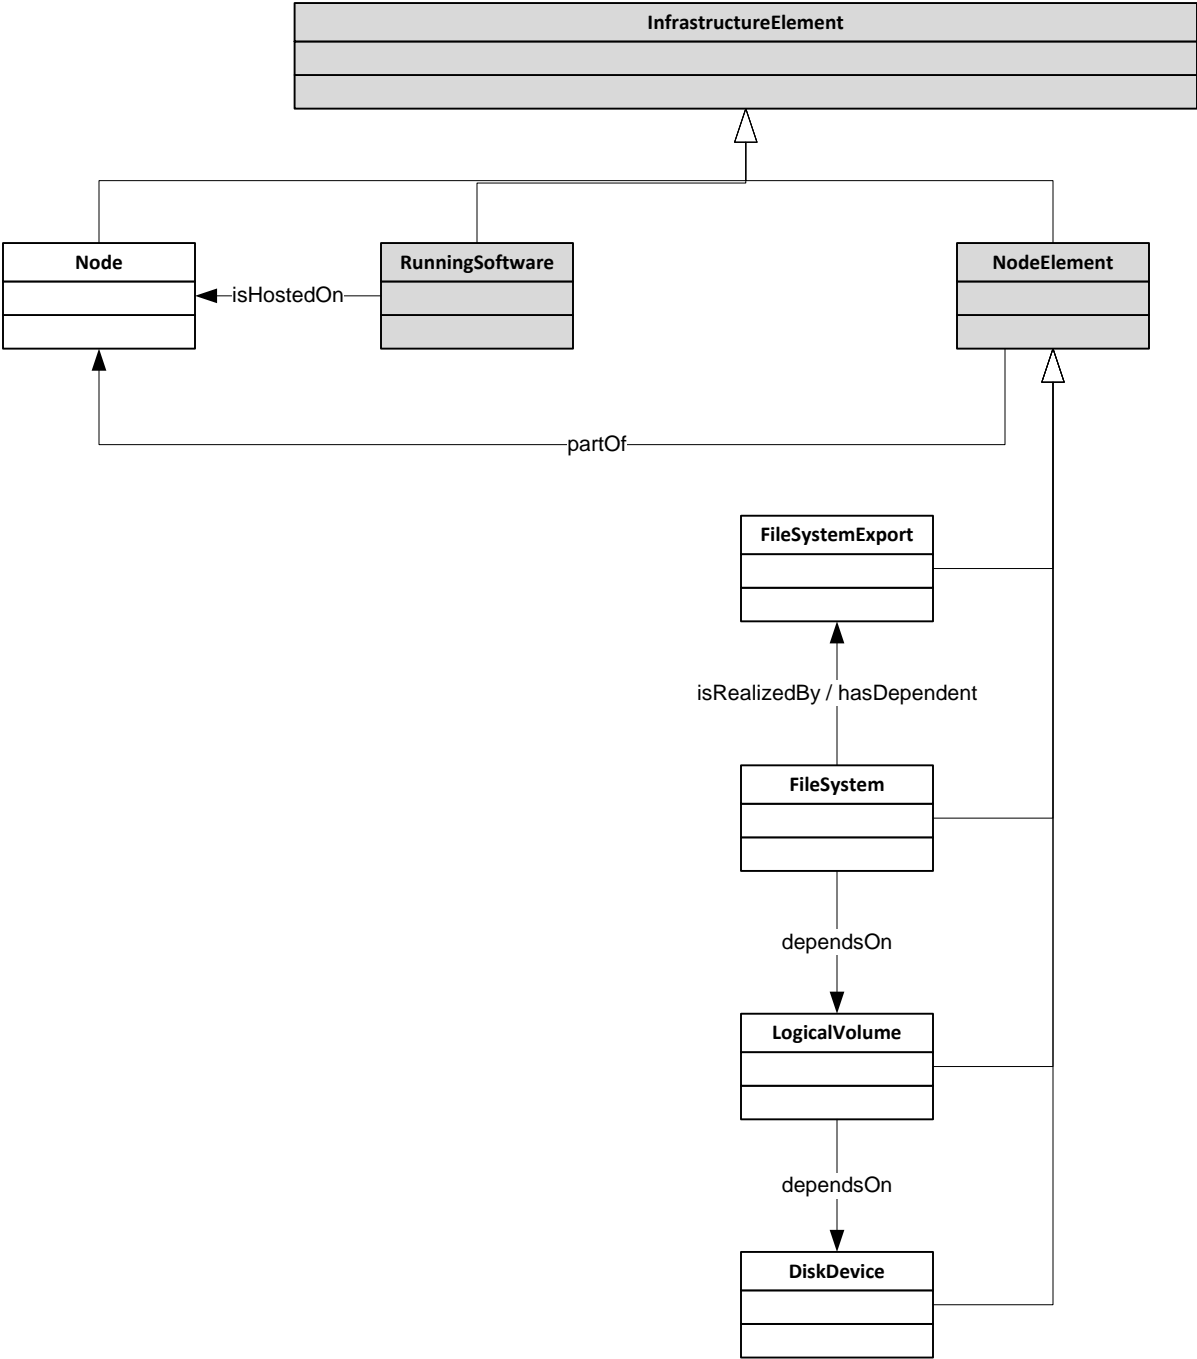 InfrastructureElement
Node
RunningSoftware
NodeElement
isHostedOn
partOf
FileSystemExport
isRealizedBy / hasDependent
FileSystem
dependsOn
LogicalVolume
dependsOn
DiskDevice